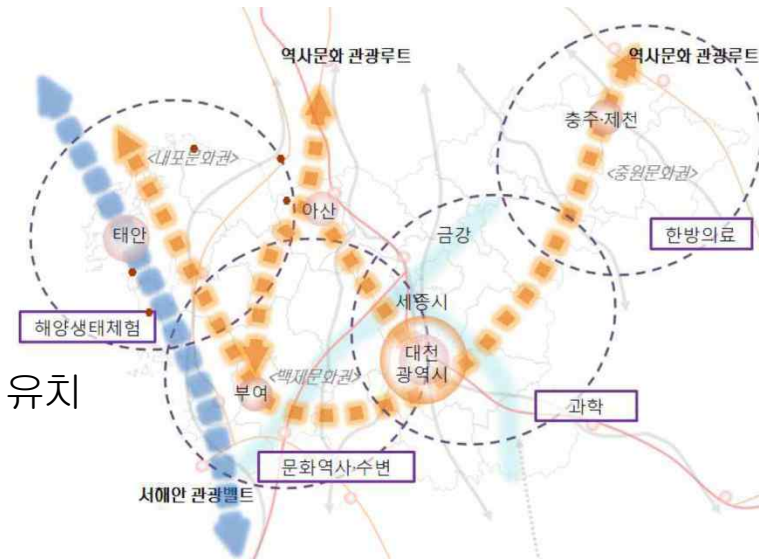 역사문화 관광루트
역사문화 관광루트
충주·제천
<내포문화권>
<중원문화권>
아산
태안
금강
한방의료
세종시
해양생태체험
대전
광역시
<백제문화권>
부여
유치
과학
문화역사·수변
서해안 관광벨트